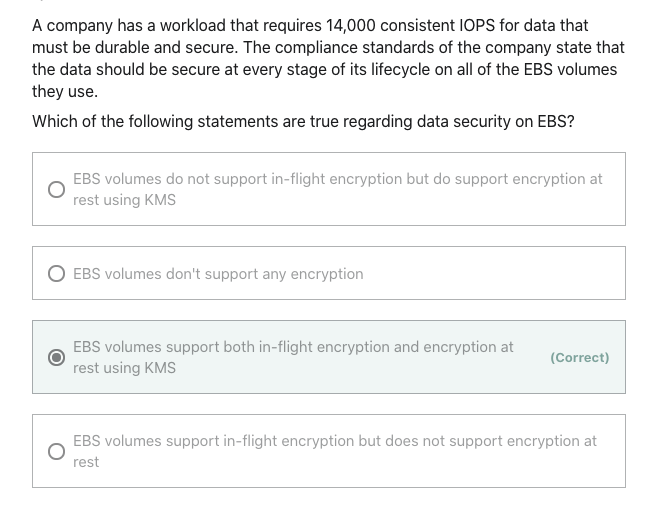 A company has a workload that requires 14,000 consistent IOPS for data that
must be durable and secure. The compliance standards of the company state that
the data should be secure at every stage of its lifecycle on all of the EBS volumes
they use.
Which of the following statements are true regarding data security on EBS?
EBS volumes do not support in-flight encryption but do support encryption at
rest using KMS
EBS volumes don't support any encryption
EBS volumes support both in-flight encryption and encryption at
rest using KMS
(Correct)
EBS volumes support in-flight encryption but does not support encryption at
rest